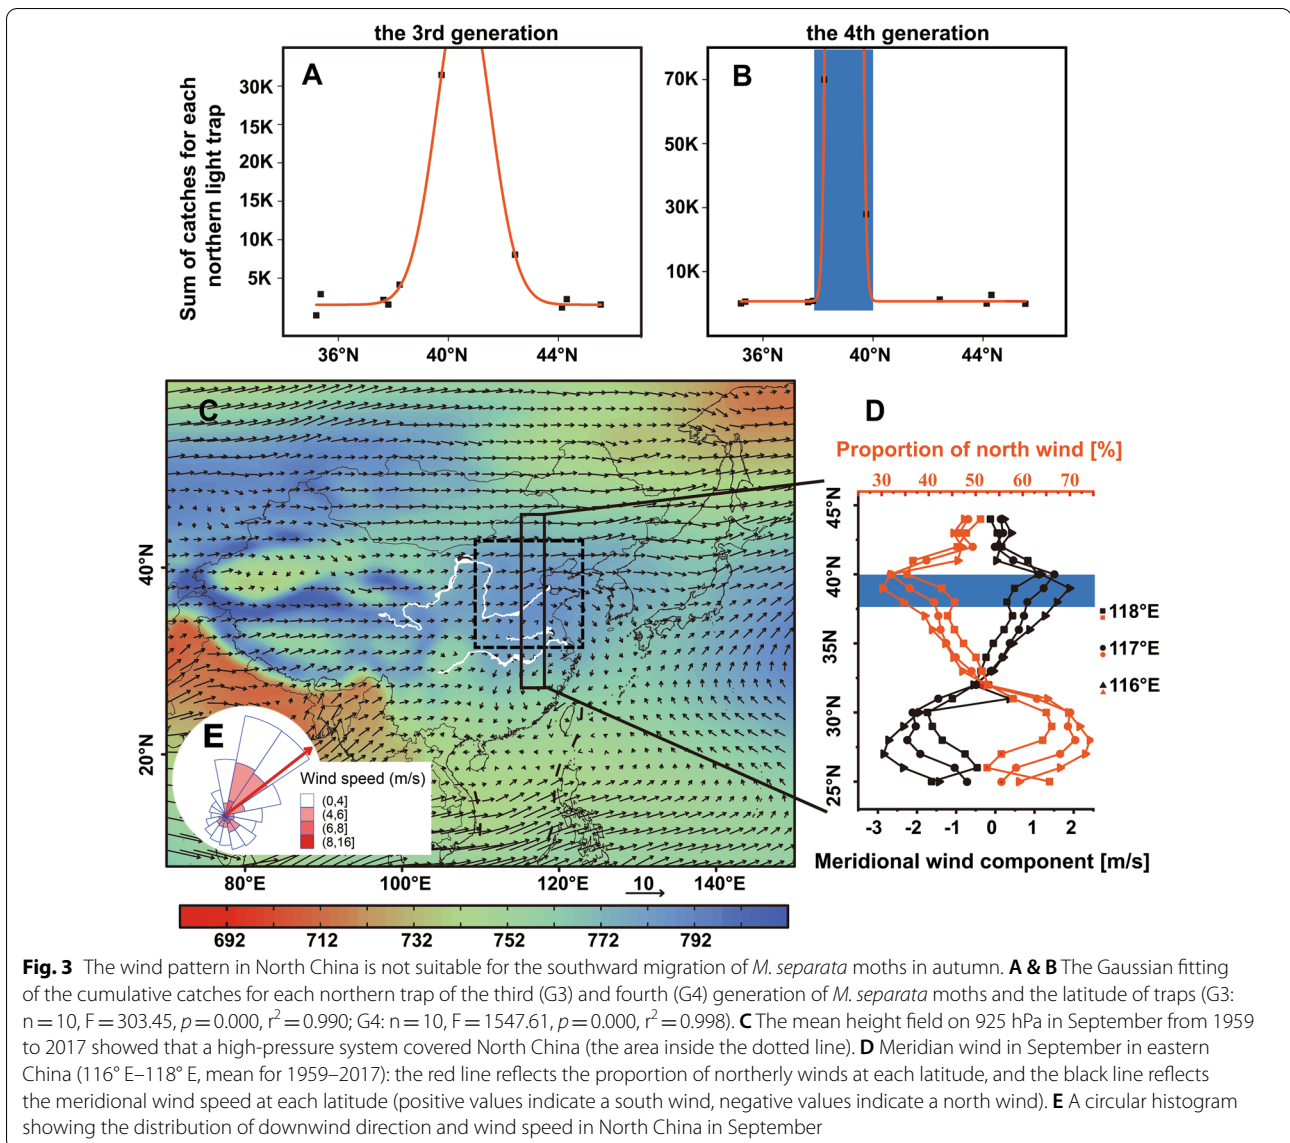 the 3rd generation
the 4th generation
Sum of catches for each
northern light trap
A
30K
15K
20K
15K
10K
5K
36°N
40°N
44°N
B
70K
50K
30K
10K
36°N
40°N
44°N
C
40°N
20°N
80°E
100°E
120°E
10
140°E
E
Wind speed (m/s)
(0,4]
(4,6]
(6,8]
(8,16]
692
712
732
752
772
792
D
Proportion of north wind [%]
30
40
50
60
70
45°N
40°N
35N
30°N
25°N
118°E
117°E
116°E
-3
-2
-1
0
1
2
Meridional wind component [m/s]
Fig. 3 The wind pattern in North China is not suitable for the southward migration of M. separata moths in autumn. A & B The Gaussian fitting
of the cumulative catches for each northern trap of the third (G3) and fourth (G4) generation of M. separata moths and the latitude of traps (G3:
n = 10, F = 303.45, p = 0.000, r² = 0.990; G4: n = 10, F = 1547.61, p = 0.000, r² = 0.998). C The mean height field on 925 hPa in September from 1959
to 2017 showed that a high-pressure system covered North China (the area inside the dotted line). D Meridian wind in September in eastern
China (116° E–118° E, mean for 1959–2017): the red line reflects the proportion of northerly winds at each latitude, and the black line reflects
the meridional wind speed at each latitude (positive values indicate a south wind, negative values indicate a north wind). E A circular histogram
showing the distribution of downwind direction and wind speed in North China in September